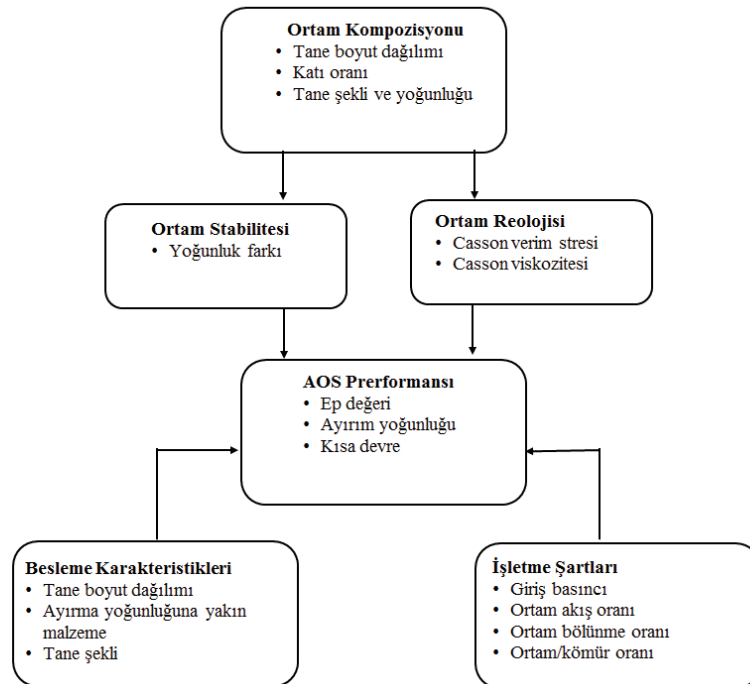 Ortam Kompozisyonu
• Tane boyut dağılımı
• Katı oranı
• Tane şekli ve yoğunluğu
Ortam Stabilitesi
• Yoğunluk farkı
Ortam Reolojisi
• Casson verim stresi
• Casson viskozitesi
AOS Prerformansı
• Ep değeri
• Ayırım yoğunluğu
• Kısa devre
Besleme Karakteristikleri
• Tane boyut dağılımı
• Ayırma yoğunluğuna yakın
malzeme
• Tane şekli
İşletme Şartları
• Giriş basıncı
• Ortam akış oranı
• Ortam bölünme oranı
• Ortam/kömür oranı